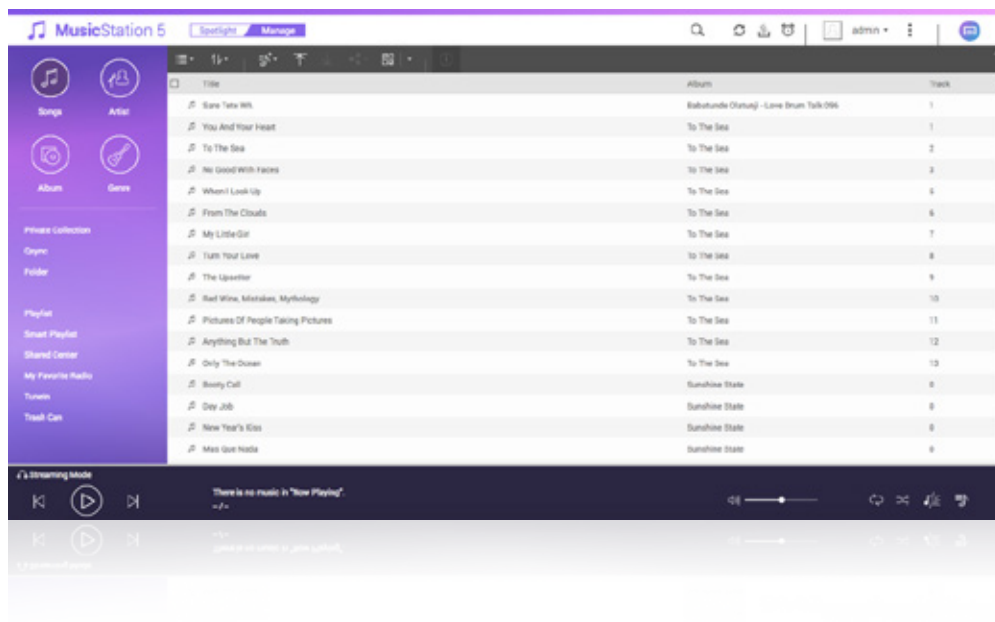 MusicStation 5
Spotlight Manage
admin
Songs Artist
Album Genre
Private Collection
Qsync
Folder
Playlist
Smart Playlist
Shared Center
My Favorite Radio
TuneIn
Trash Can
Title Album Track
Sare Tete Wh Babutunde Olatunji - Love Drum Talk 096 1
You And Your Heart To The Sea 1
To The Sea To The Sea 2
No Good With Faces To The Sea 3
When I Look Up To The Sea 5
From The Clouds To The Sea 6
My Little Girl To The Sea 7
Turn Your Love To The Sea 8
The Upsetter To The Sea 9
Red Wine, Mistakes, Mythology To The Sea 10
Pictures Of People Taking Pictures To The Sea 11
Anything But The Truth To The Sea 12
Only The Ocean To The Sea 13
Booty Call Sunshine State 0
Day Job Sunshine State 0
New Year's Kiss Sunshine State 0
Mas Que Nada Sunshine State 0
Streaming Mode
There is no music in "Now Playing".
--/--